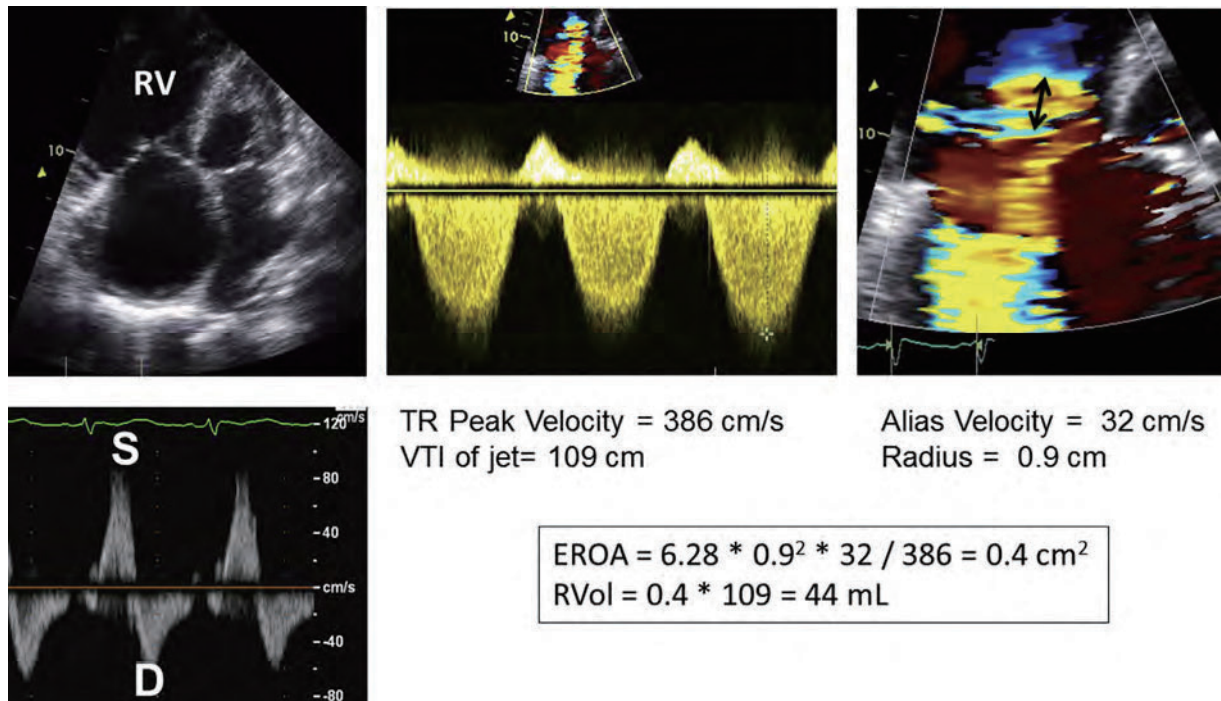 RV
10
10
10
cm/s
120
80
40
cm/s
-40
-80
S
D
TR Peak Velocity = 386 cm/s
VTI of jet= 109 cm
Alias Velocity = 32 cm/s
Radius = 0.9 cm
EROA = 6.28 * 0.9² * 32 / 386 = 0.4 cm²
RVol = 0.4 * 109 = 44 mL